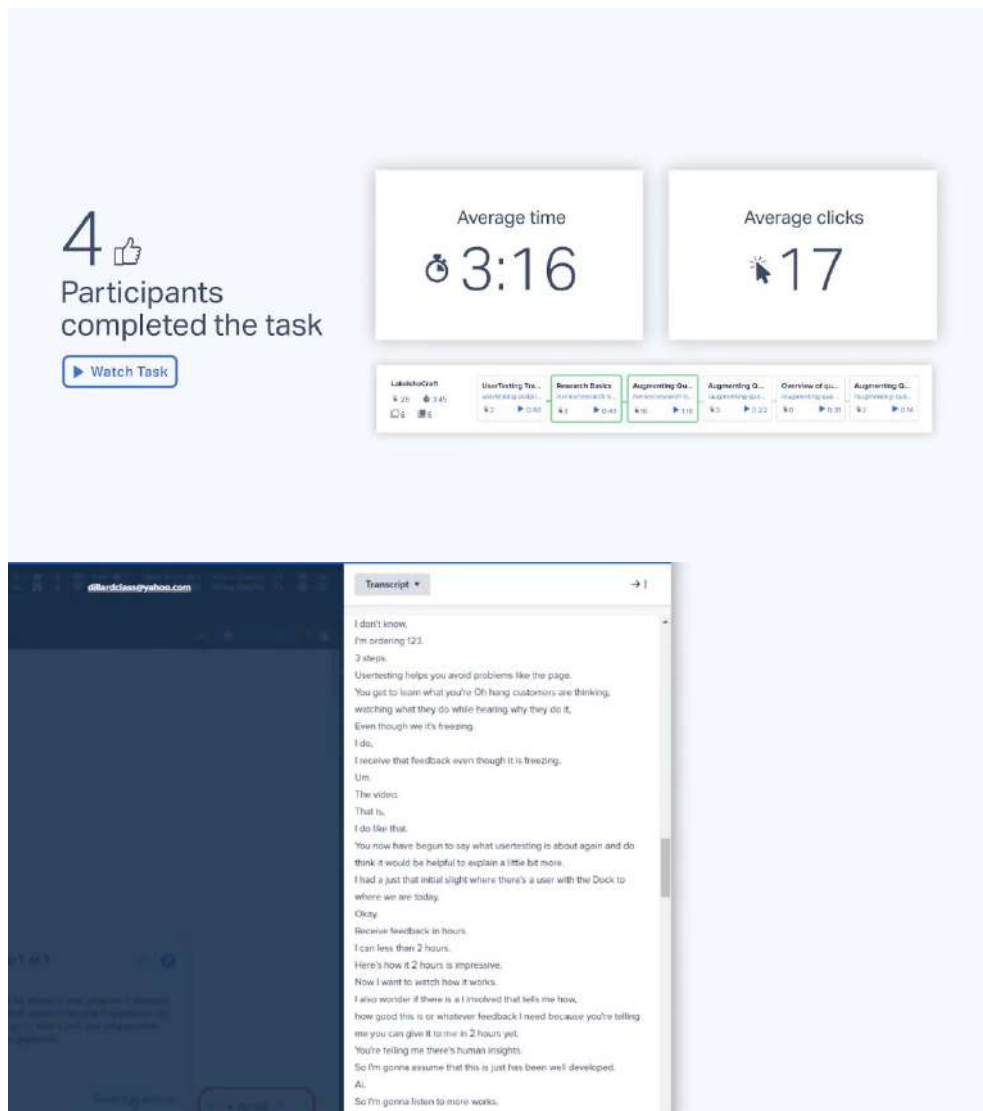 4
Participants
completed the task
Watch Task
Average time
3:16
Average clicks
17
LakeishaCraft
UserTesting Tra...
Research Basics
Augmenting Qu...
Augmenting Q...
Overview of qu...
Augmenting Q...
dillardclass@yahoo.com
Transcript
I don't know,
I'm ordering 123.
3 steps.
Usertesting helps you avoid problems like the page.
You get to learn what you're Oh hang customers are thinking,
watching what they do while hearing why they do it,
Even though we it's freezing.
I do,
I receive that feedback even though it is freezing,
Um.
The video.
That is,
I do like that.
You now have begun to say what usertesting is about again and do
think it would be helpful to explain a little bit more.
I had a just that initial slight where there's a user with the Dock to
where we are today.
Okay.
Receive feedback in hours.
I can less than 2 hours.
Here's how it 2 hours is impressive.
Now I want to watch how it works.
I also wonder if there is a I involved that tells me how,
how good this is or whatever feedback I need because you're telling
me you can give it to me in 2 hours yet.
You're telling me there's human insights.
So I'm gonna assume that this is just has been well developed.
Ai.
So I'm gonna listen to more works.